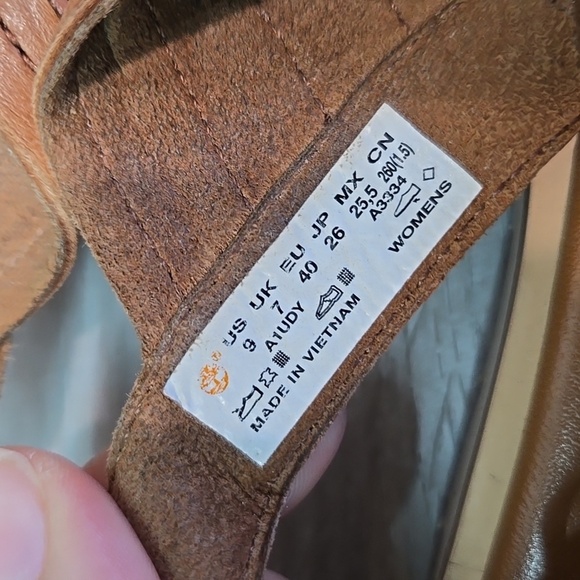 US UK EU JP MX CN
9 7 40 26 25,5 260(1.5)
A1UDY A3334
MADE IN VIETNAM WOMENS